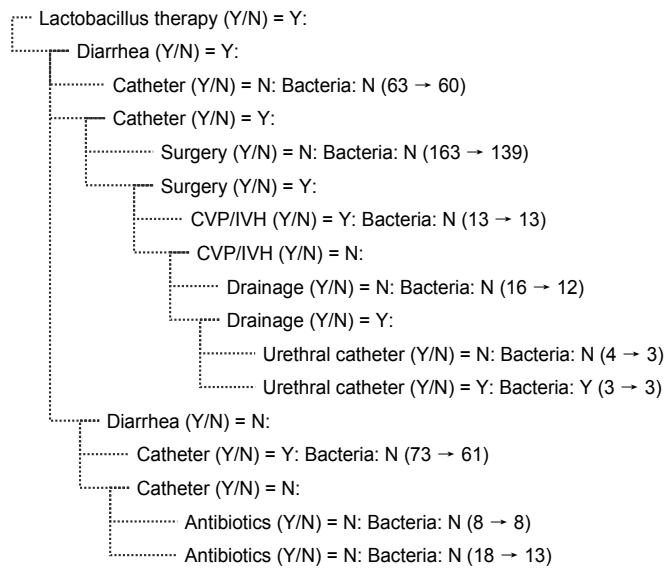 Lactobacillus therapy (Y/N) = Y:
Diarrhea (Y/N) = Y:
Catheter (Y/N) = N: Bacteria: N (63 → 60)
Catheter (Y/N) = Y:
Surgery (Y/N) = N: Bacteria: N (163 → 139)
Surgery (Y/N) = Y:
CVP/IVH (Y/N) = Y: Bacteria: N (13 → 13)
CVP/IVH (Y/N) = N:
Drainage (Y/N) = N: Bacteria: N (16 → 12)
Drainage (Y/N) = Y:
Urethral catheter (Y/N) = N: Bacteria: N (4 → 3)
Urethral catheter (Y/N) = Y: Bacteria: Y (3 → 3)
Diarrhea (Y/N) = N:
Catheter (Y/N) = Y: Bacteria: N (73 → 61)
Catheter (Y/N) = N:
Antibiotics (Y/N) = N: Bacteria: N (8 → 8)
Antibiotics (Y/N) = N: Bacteria: N (18 → 13)